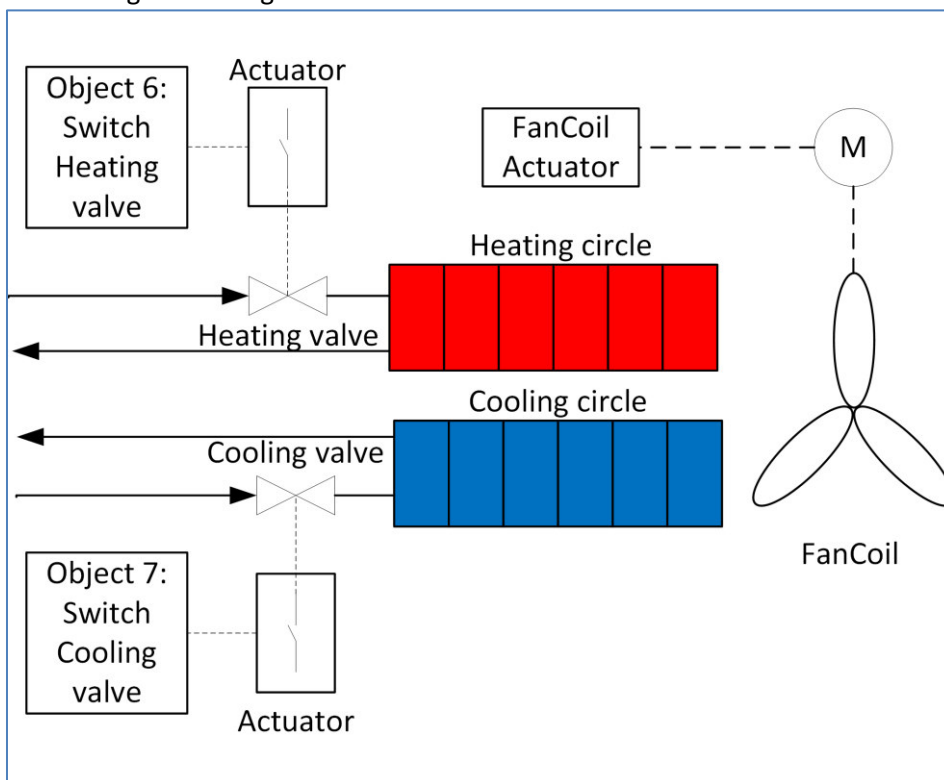 Object 6:
Switch
Heating
valve
Actuator
FanCoil
Actuator
M
Heating circle
Heating valve
Cooling circle
Cooling valve
FanCoil
Object 7:
Switch
Cooling
valve
Actuator